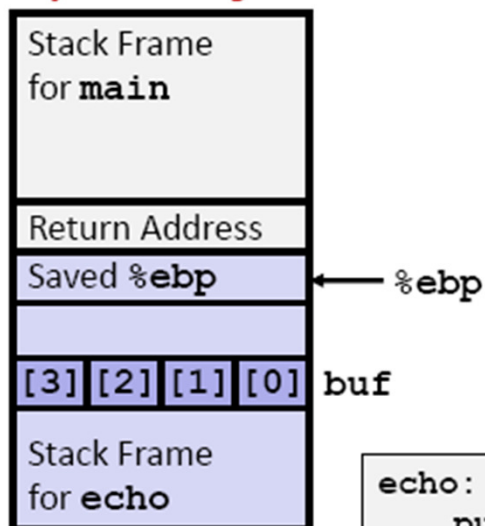 Stack Frame
for main
Return Address
Saved %ebp
%ebp
[3] [2] [1] [0] buf
Stack Frame
for echo
echo: